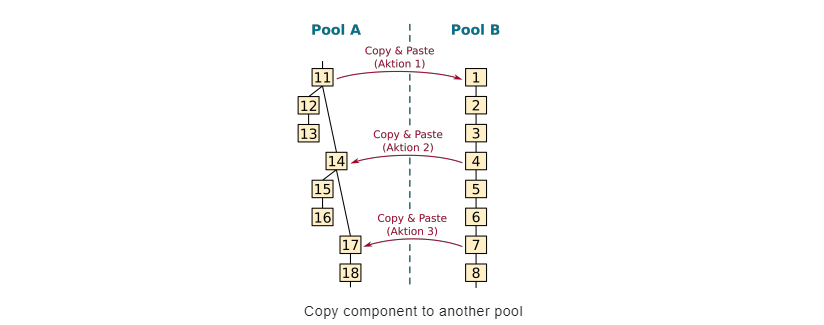 Pool A
Pool B
Copy & Paste
(Aktion 1)
11
1
12
2
13
3
Copy & Paste
(Aktion 2)
14
4
15
5
16
6
Copy & Paste
(Aktion 3)
17
7
18
8
Copy component to another pool